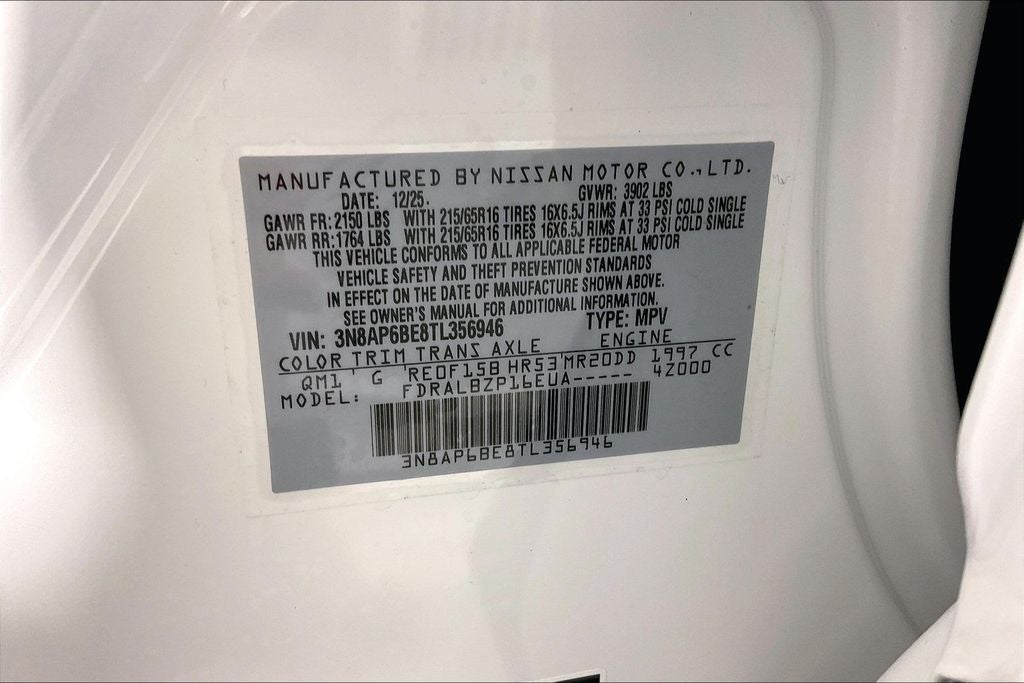 MANUFACTURED BY NISSAN MOTOR CO.,LTD.
DATE: 12/25. GVWR: 3902 LBS
GAWR FR: 2150 LBS WITH 215/65R16 TIRES 16X6.5J RIMS AT 33 PSI COLD SINGLE
GAWR RR: 1764 LBS WITH 215/65R16 TIRES 16X6.5J RIMS AT 33 PSI COLD SINGLE
THIS VEHICLE CONFORMS TO ALL APPLICABLE FEDERAL MOTOR
VEHICLE SAFETY AND THEFT PREVENTION STANDARDS
IN EFFECT ON THE DATE OF MANUFACTURE SHOWN ABOVE.
SEE OWNER'S MANUAL FOR ADDITIONAL INFORMATION.
VIN: 3N8AP6BE8TL356946 TYPE: MPV
COLOR TRIM TRANS AXLE ENGINE
QM1 ' G 'RE0F15B HR53'MR20DD 1997 CC
MODEL: FDRALBZP16EUA----- 4Z000
3N8AP6BE8TL356946